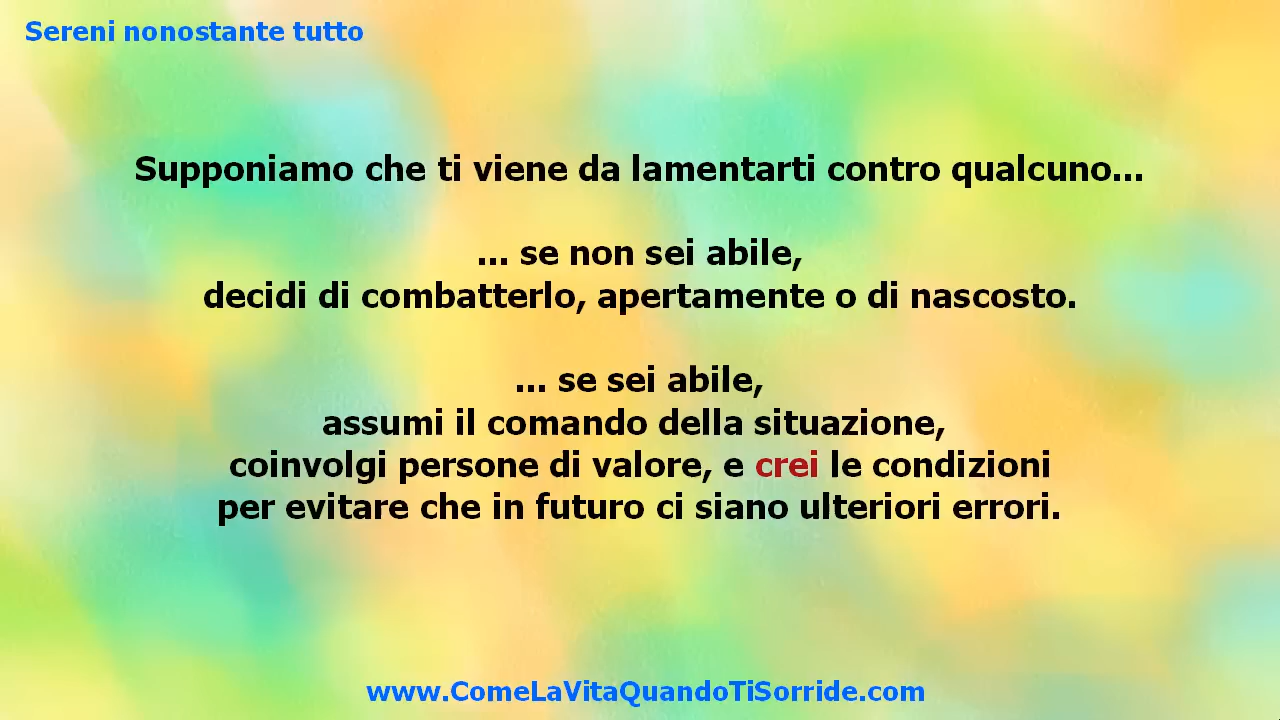 Sereni nonostante tutto
Supponiamo che ti viene da lamentarti contro qualcuno...
... se non sei abile,
decidi di combatterlo, apertamente o di nascosto.
... se sei abile,
assumi il comando della situazione,
coinvolgi persone di valore, e crei le condizioni
per evitare che in futuro ci siano ulteriori errori.
www.ComeLaVitaQuandoTiSorride.com